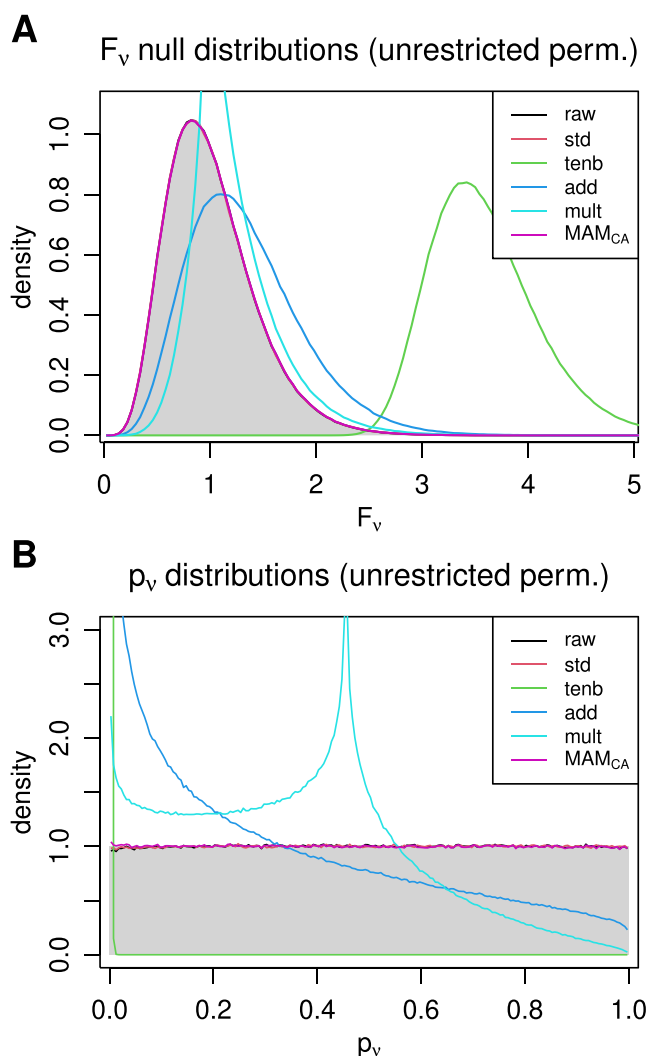 A
Fν null distributions (unrestricted perm.)
density
0.0 0.2 0.4 0.6 0.8 1.0
raw
std
tenb
add
mult
MAMCA
0 1 2 3 4 5
Fν
B
pν distributions (unrestricted perm.)
density
0.0 1.0 2.0 3.0
raw
std
tenb
add
mult
MAMCA
0.0 0.2 0.4 0.6 0.8 1.0
pν